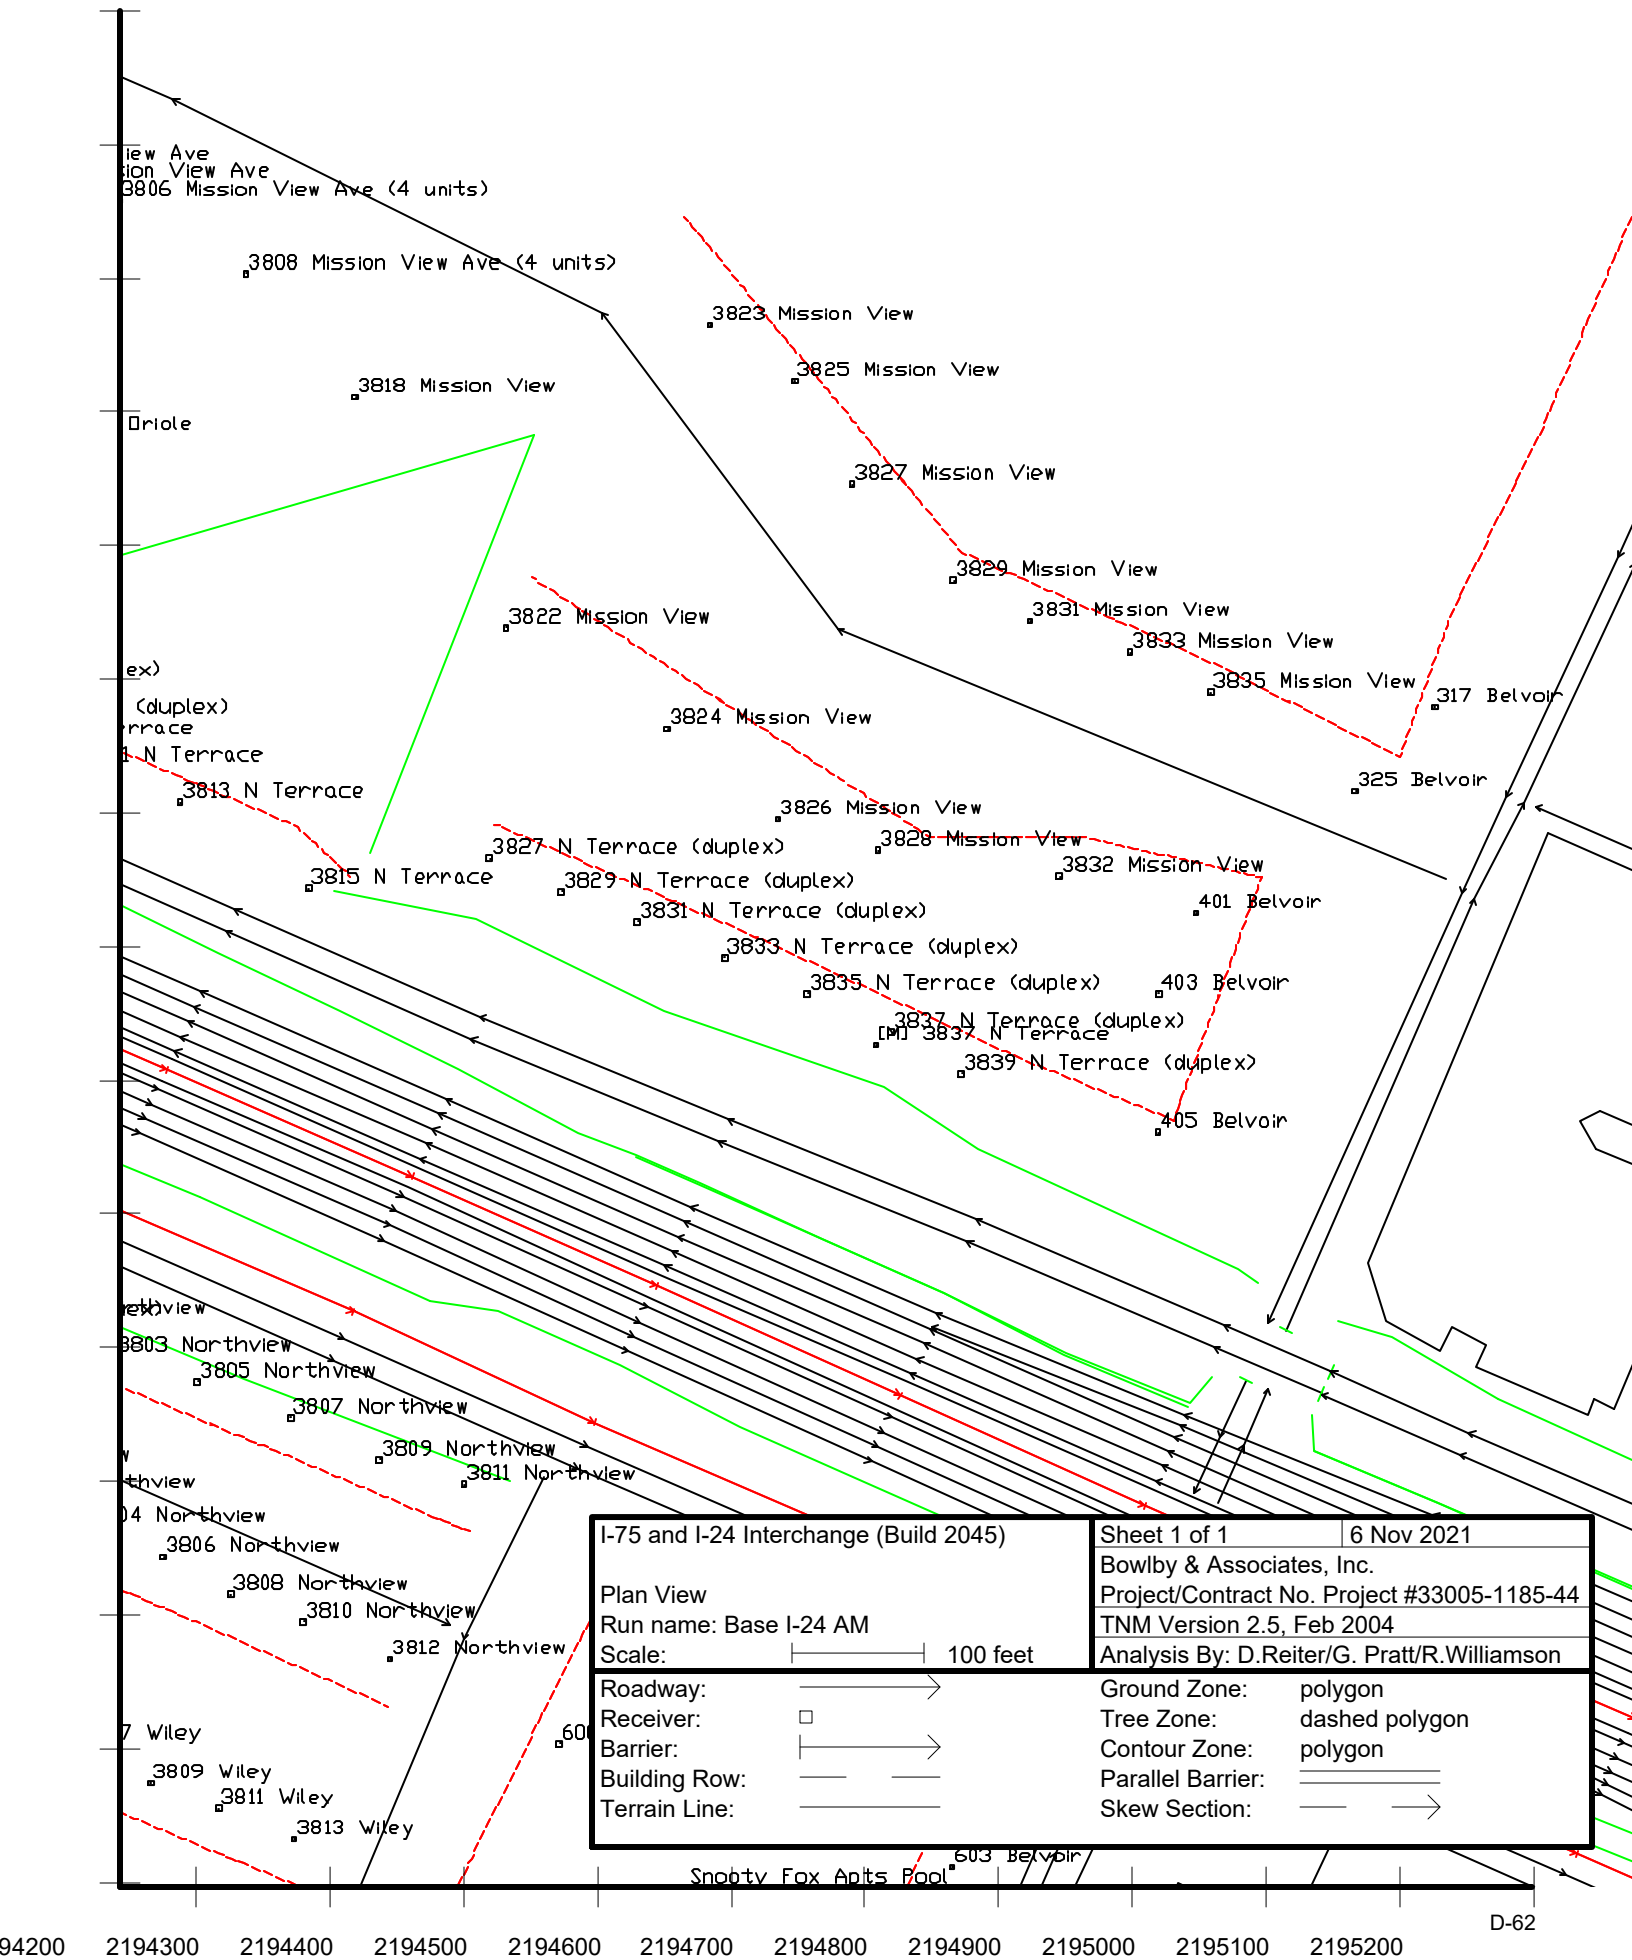 iew Ave
ion View Ave
3806 Mission View Ave (4 units)
3808 Mission View Ave (4 units)
3823 Mission View
3825 Mission View
3818 Mission View
Oriole
3827 Mission View
3829 Mission View
3831 Mission View
3822 Mission View
3833 Mission View
ex)
3835 Mission View
317 Belvoir
(duplex)
3824 Mission View
rrace
1 N Terrace
325 Belvoir
3813 N Terrace
3826 Mission View
3828 Mission View
3827 N Terrace (duplex)
3832 Mission View
3815 N Terrace
3829 N Terrace (duplex)
401 Belvoir
3831 N Terrace (duplex)
3833 N Terrace (duplex)
3835 N Terrace (duplex)
403 Belvoir
3837 N Terrace (duplex)
[M] 3837 N Terrace
3839 N Terrace (duplex)
405 Belvoir
rthview
ex)
3803 Northview
3805 Northview
3807 Northview
3809 Northview
w
3811 Northview
thview
04 Northview
3806 Northview
3808 Northview
3810 Northview
3812 Northview
7 Wiley
600
3809 Wiley
3811 Wiley
3813 Wiley
603 Belvoir
Snooty Fox Apts Pool
I-75 and I-24 Interchange (Build 2045)
Plan View
Run name: Base I-24 AM
Scale: 100 feet
Sheet 1 of 1 6 Nov 2021
Bowlby & Associates, Inc.
Project/Contract No. Project #33005-1185-44
TNM Version 2.5, Feb 2004
Analysis By: D.Reiter/G. Pratt/R.Williamson
Roadway:
Receiver:
Barrier:
Building Row:
Terrain Line:
Ground Zone: polygon
Tree Zone: dashed polygon
Contour Zone: polygon
Parallel Barrier:
Skew Section:
D-62
94200 2194300 2194400 2194500 2194600 2194700 2194800 2194900 2195000 2195100 2195200